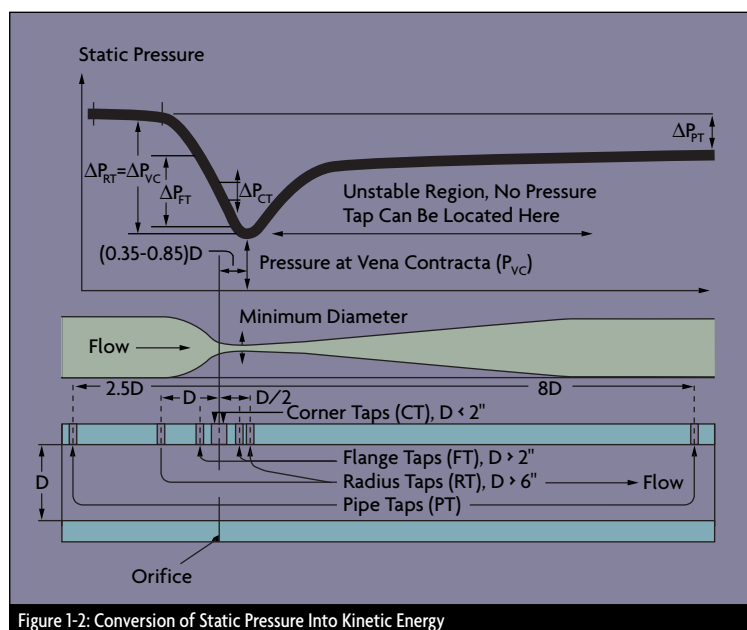 Static Pressure
ΔP_PT
ΔP_RT=ΔP_VC
ΔP_FT
ΔP_CT
Unstable Region, No Pressure
Tap Can Be Located Here
(0.35-0.85)D
Pressure at Vena Contracta (P_VC)
Minimum Diameter
Flow
2.5D
D
D/2
8D
Corner Taps (CT), D < 2"
Flange Taps (FT), D > 2"
D
Radius Taps (RT), D > 6"
Flow
Pipe Taps (PT)
Orifice
Figure 1-2: Conversion of Static Pressure Into Kinetic Energy